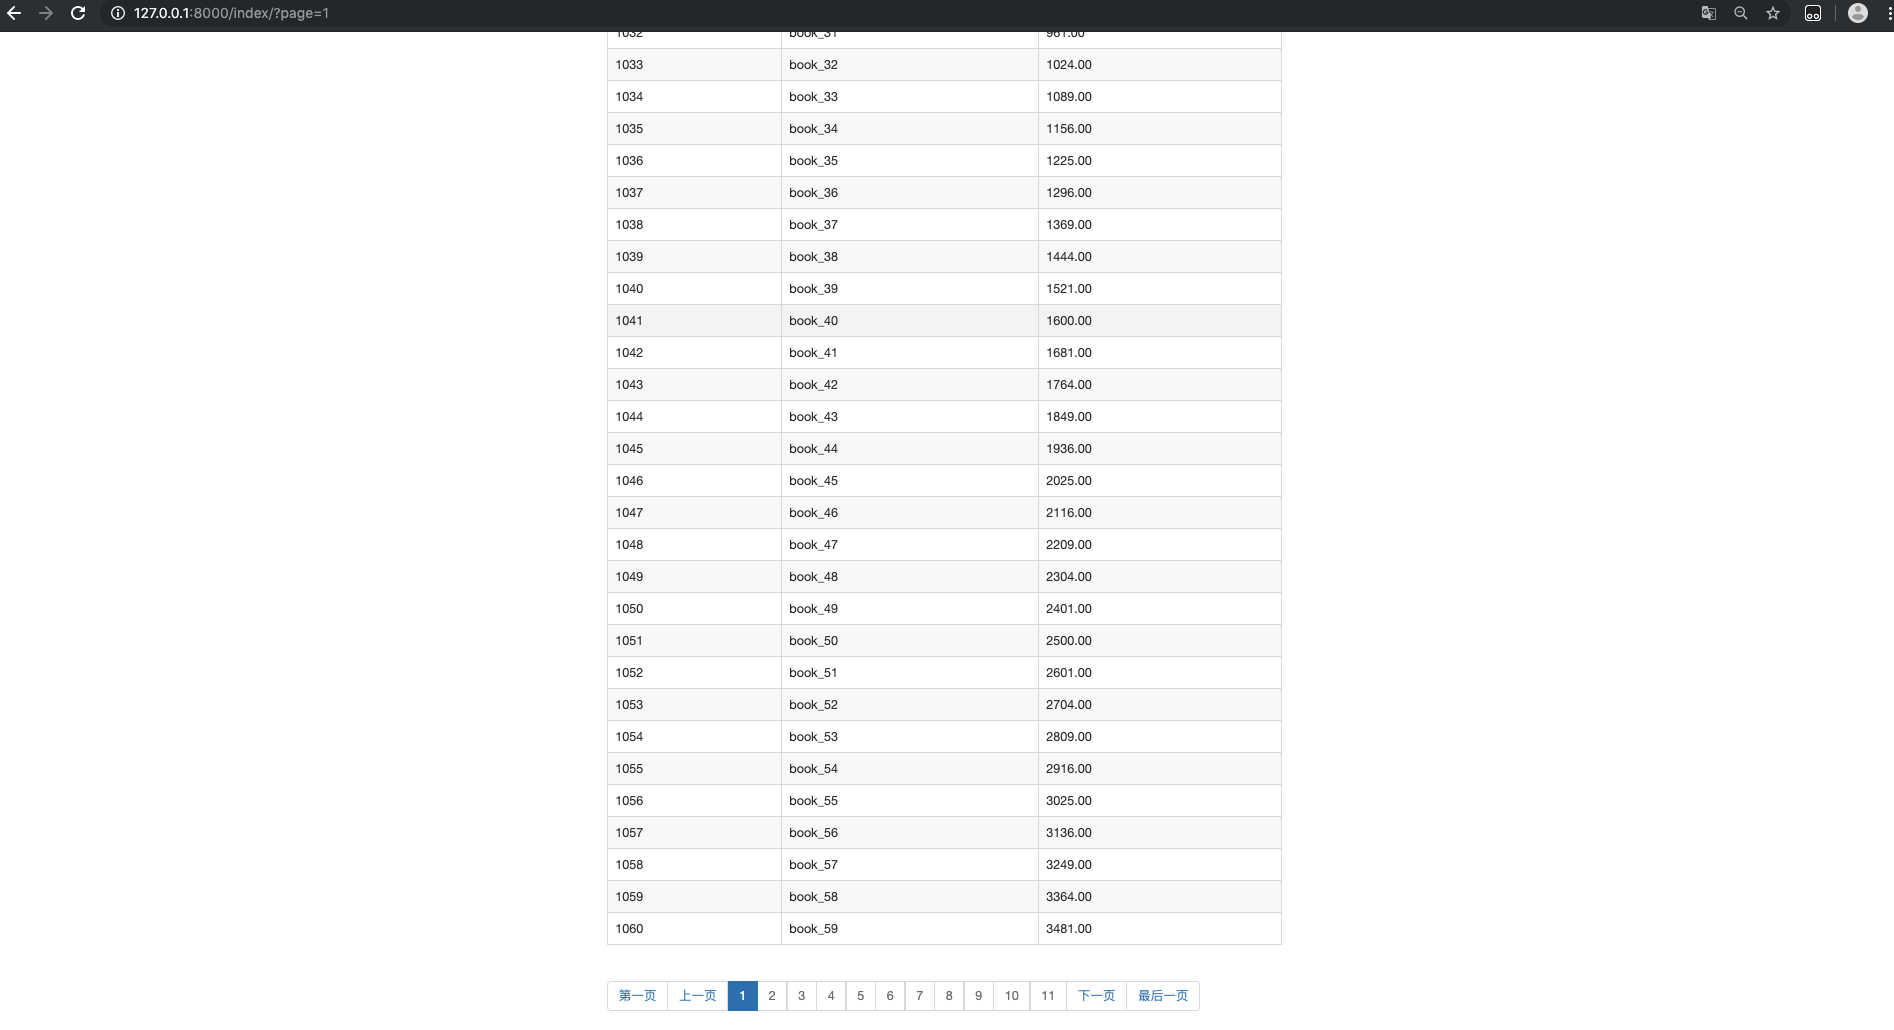 127.0.0.1:8000/index/?page=1
1032 book_31 961.00
1033 book_32 1024.00
1034 book_33 1089.00
1035 book_34 1156.00
1036 book_35 1225.00
1037 book_36 1296.00
1038 book_37 1369.00
1039 book_38 1444.00
1040 book_39 1521.00
1041 book_40 1600.00
1042 book_41 1681.00
1043 book_42 1764.00
1044 book_43 1849.00
1045 book_44 1936.00
1046 book_45 2025.00
1047 book_46 2116.00
1048 book_47 2209.00
1049 book_48 2304.00
1050 book_49 2401.00
1051 book_50 2500.00
1052 book_51 2601.00
1053 book_52 2704.00
1054 book_53 2809.00
1055 book_54 2916.00
1056 book_55 3025.00
1057 book_56 3136.00
1058 book_57 3249.00
1059 book_58 3364.00
1060 book_59 3481.00
第一页 上一页 1 2 3 4 5 6 7 8 9 10 11 下一页 最后一页